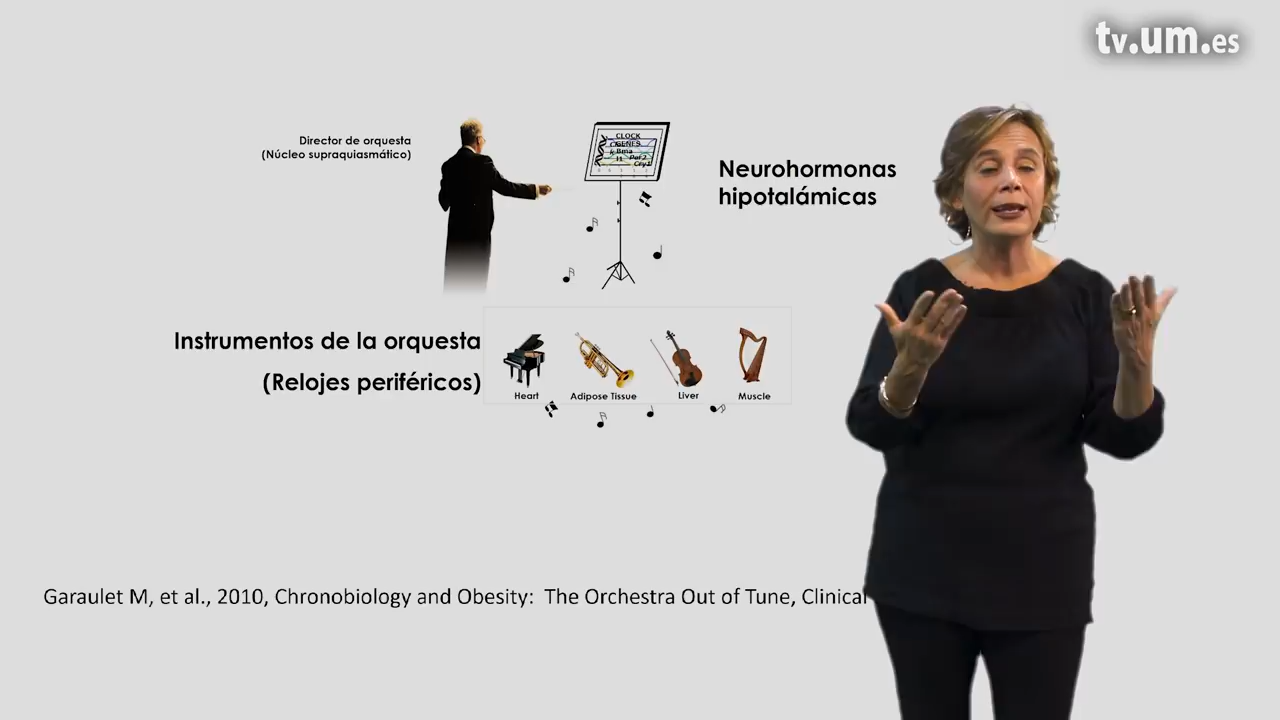 tv.um.es
Director de orquesta
(Núcleo supraquiasmático)
CLOCK
GENES
Neurohormonas
hipotalámicas
Instrumentos de la orquesta
(Relojes periféricos)
Heart
Adipose Tissue
Liver
Muscle
Garaulet M, et al., 2010, Chronobiology and Obesity: The Orchestra Out of Tune, Clinical